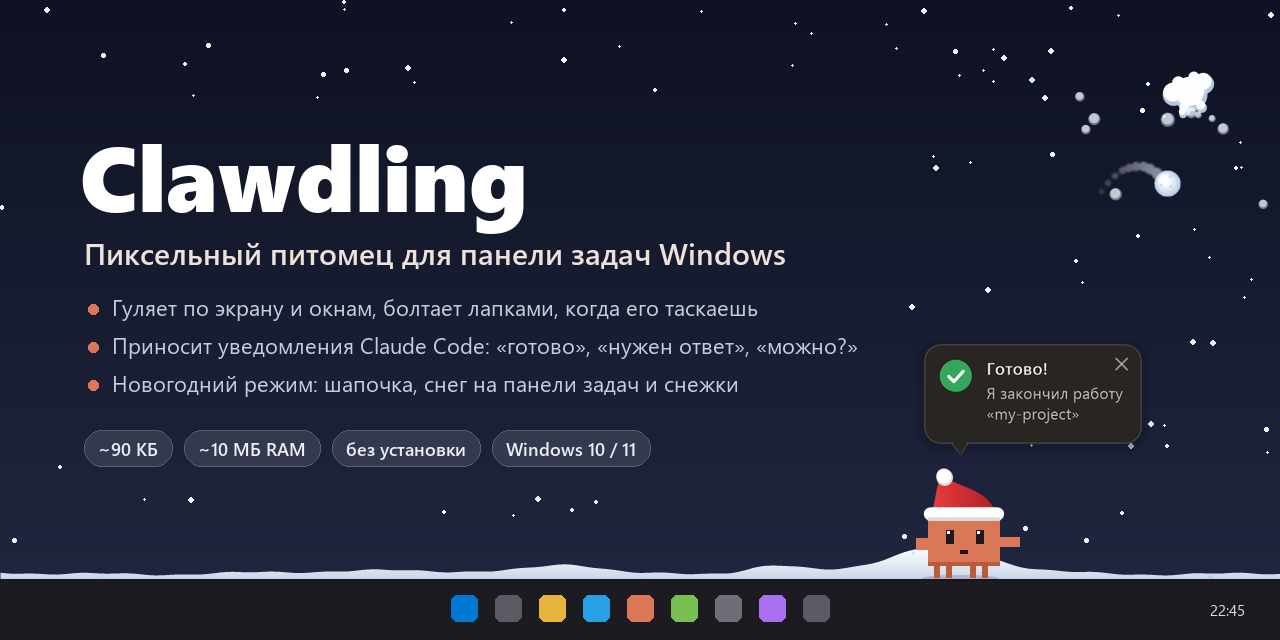 Clawdling
Пиксельный питомец для панели задач Windows
Гуляет по экрану и окнам, болтает лапками, когда его таскаешь
Приносит уведомления Claude Code: «готово», «нужен ответ», «можно?»
Новогодний режим: шапочка, снег на панели задач и снежки
~90 КБ
~10 МБ RAM
без установки
Windows 10 / 11
Готово!
Я закончил работу
«my-project»
22:45